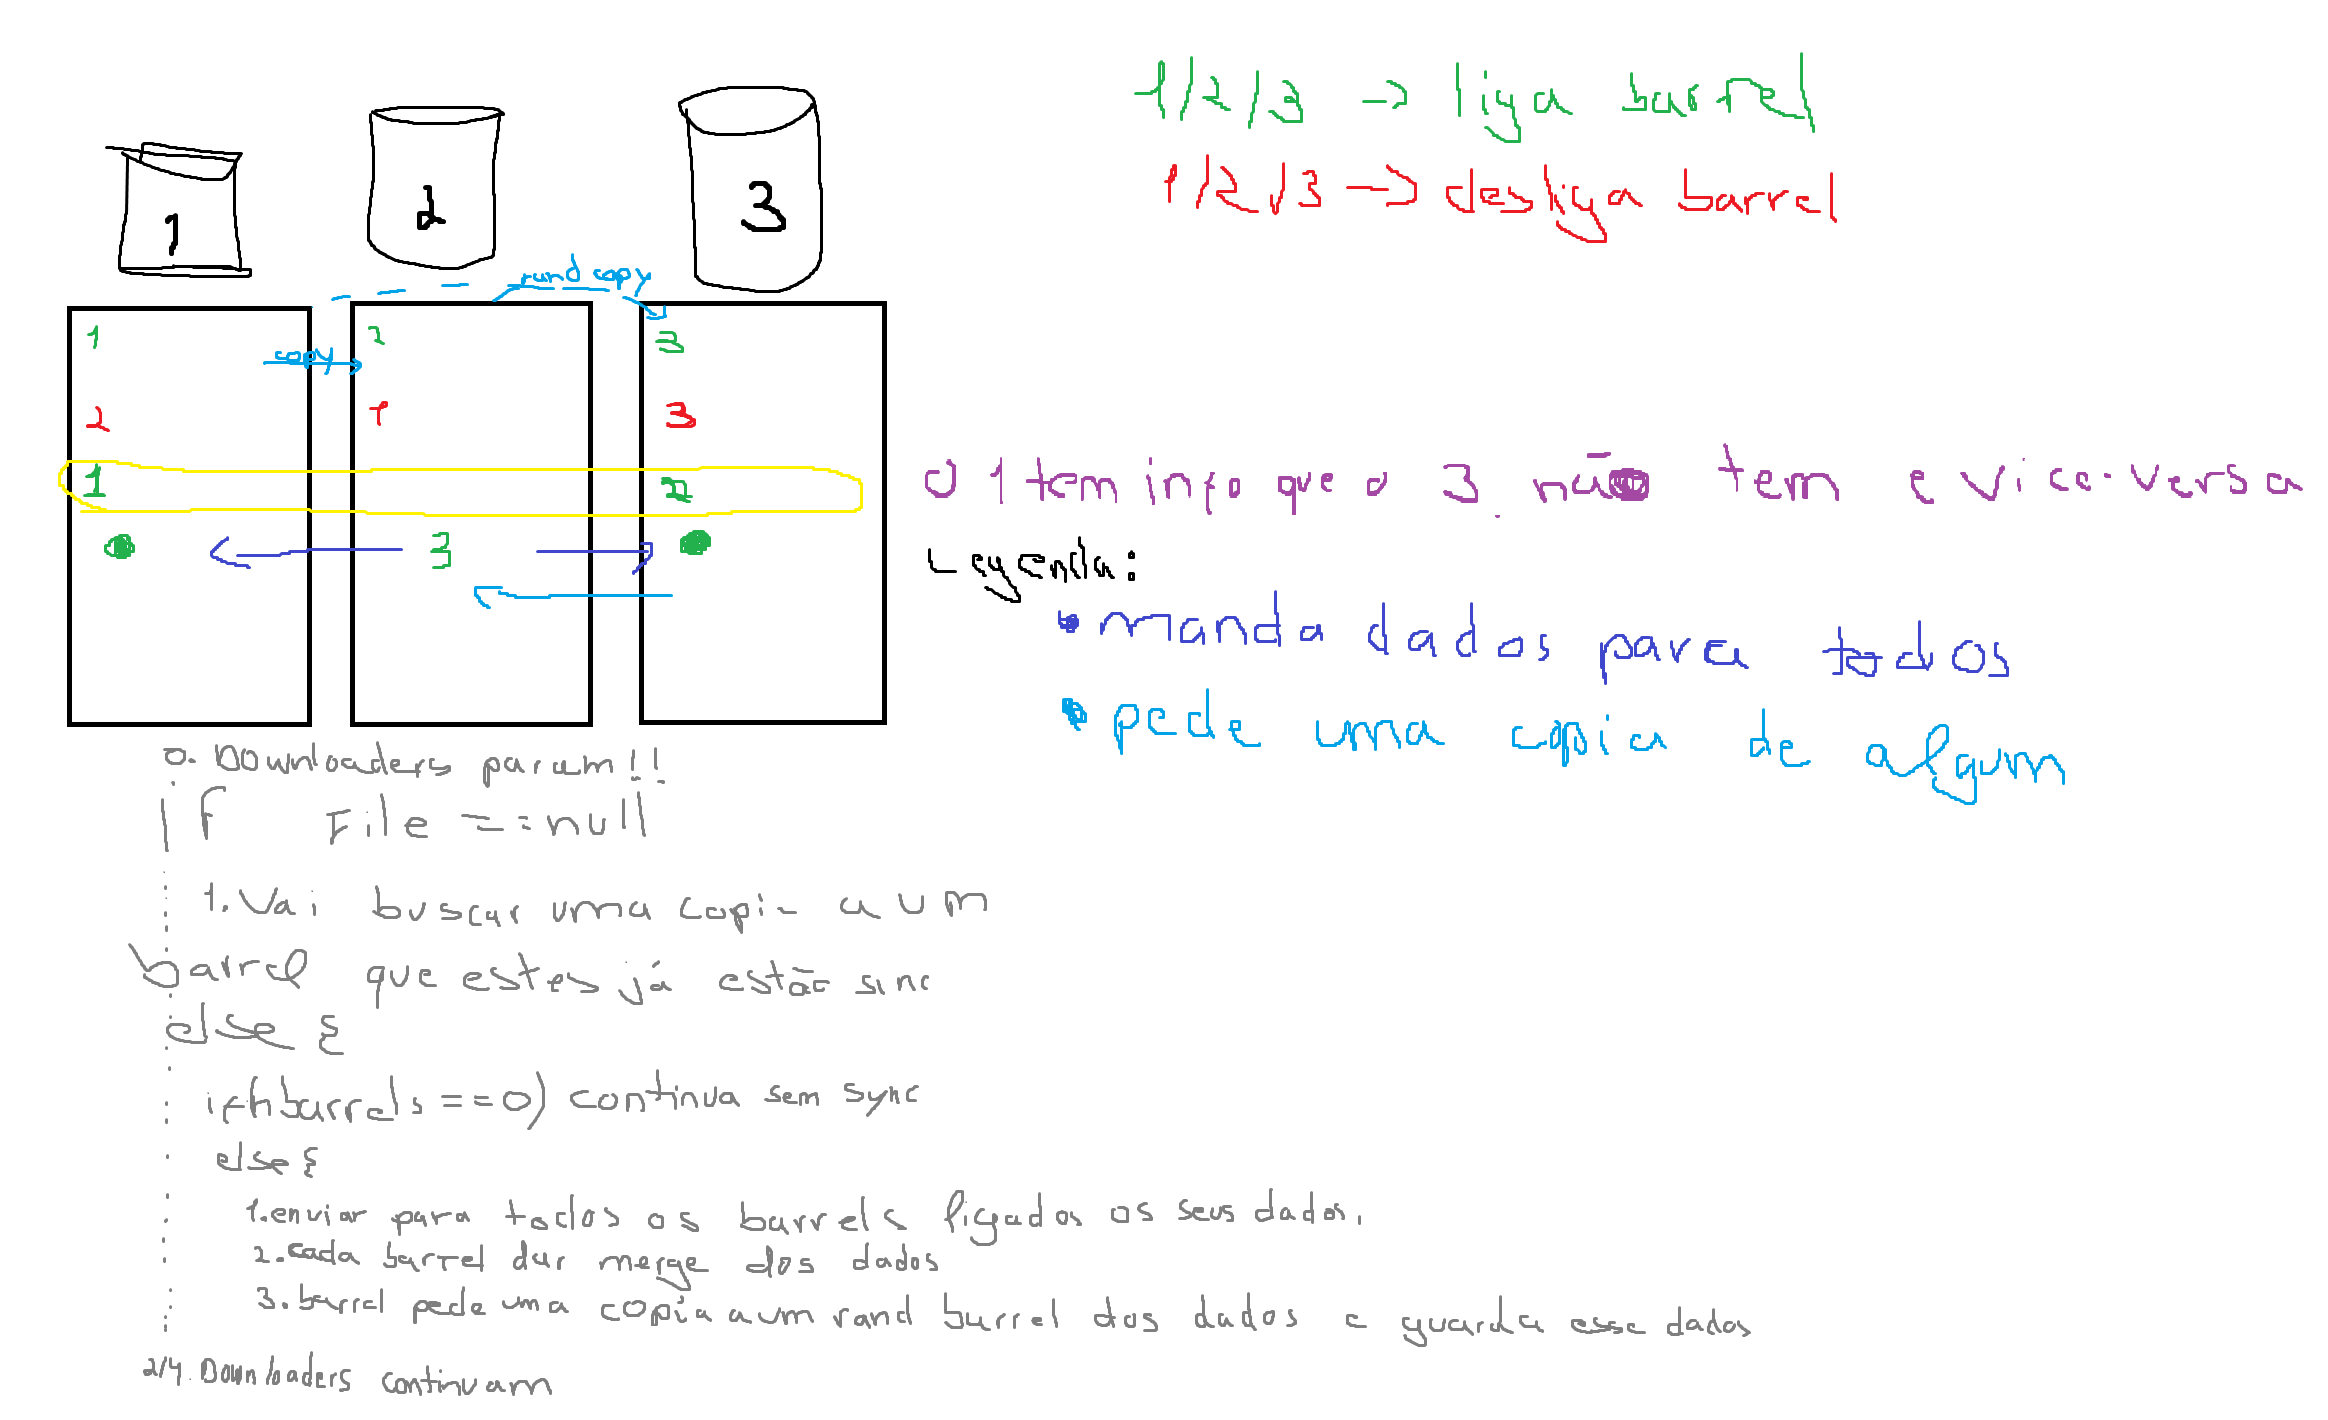 1/2/3 -> liga barrel
1/2/3 -> desliga barrel
1 2 3
rand copy
1 2 3
copy
2 1 3
1 2
O 1 tem info que o 3 não tem e vice-versa
3
Legenda:
• manda dados para todos
• pede uma copia de algum
0. Downloaders param!!
if File == null
1. Vai buscar uma copia a um
barrel que estes já estão sinc
else {
if(nbarrels == 0) continua sem sync
else {
1. enviar para todos os barrels ligados os seus dados.
2. cada barrel dar merge dos dados
3. barrel pede uma copia a um rand barrel dos dados e guarda esse dados
2/4. Downloaders continuam